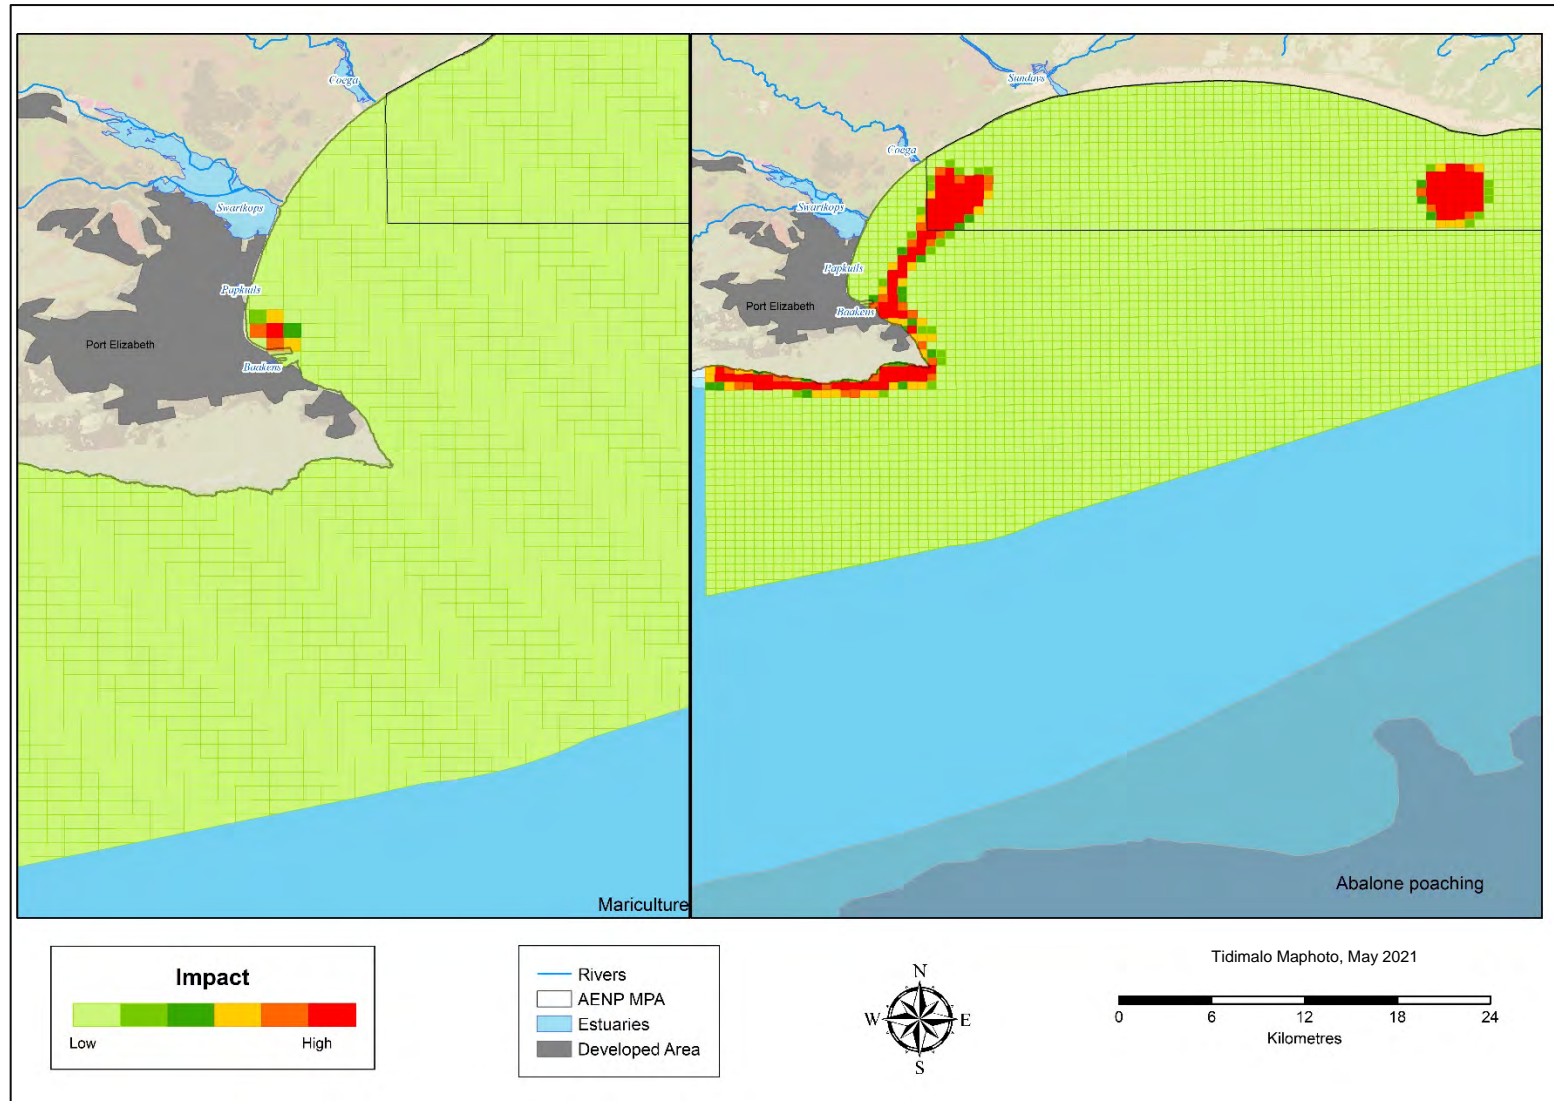 Coega
Swartkops
Papkuils
Port Elizabeth
Baakens
Mariculture
Sundays
Coega
Swartkops
Papkuils
Port Elizabeth
Baakens
Abalone poaching
Impact
Low
High
Rivers
AENP MPA
Estuaries
Developed Area
N
W
E
S
Tidimalo Maphoto, May 2021
0 6 12 18 24
Kilometres